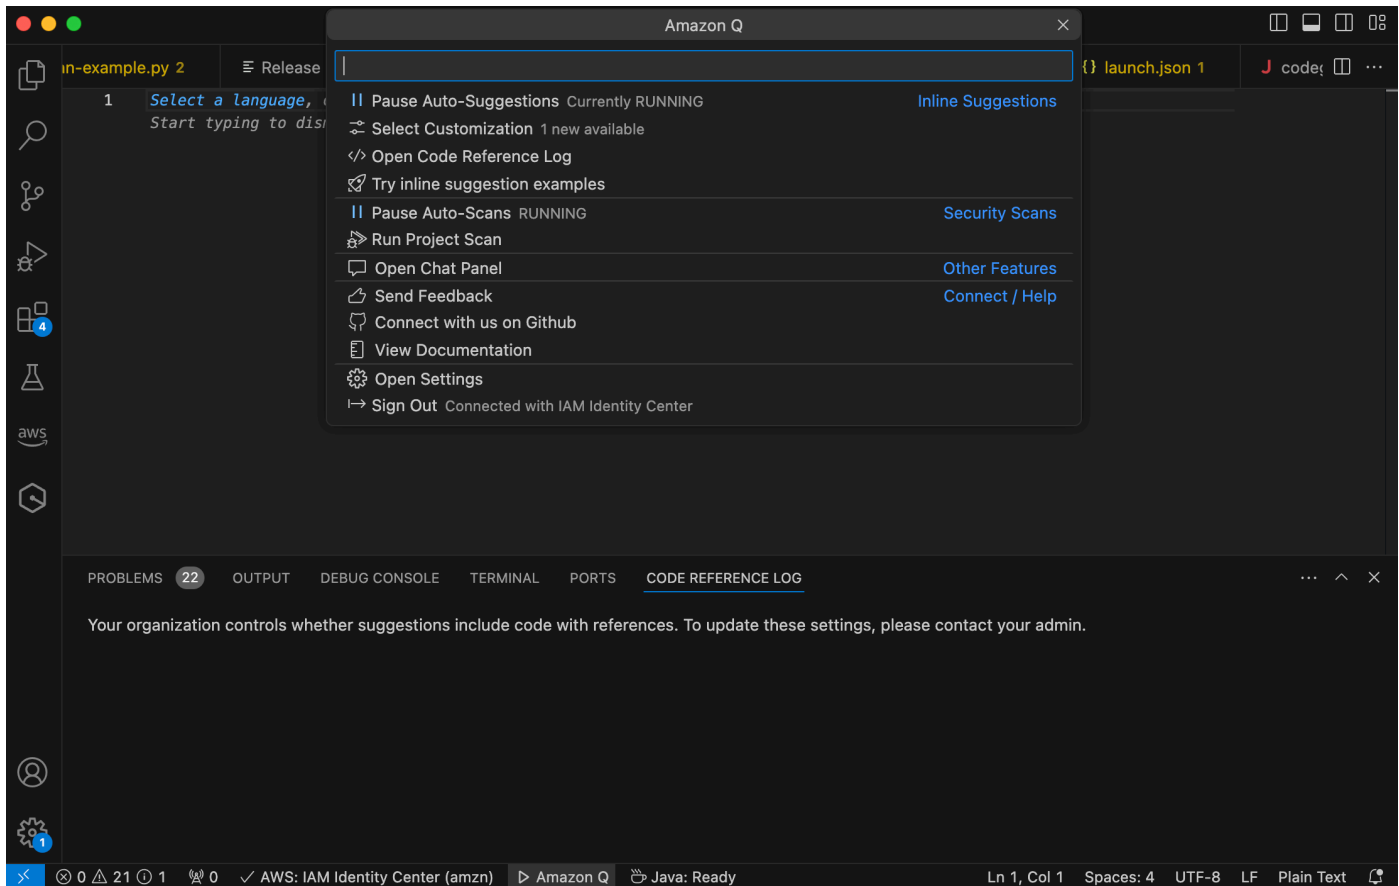 Amazon Q
n-example.py 2
Release
launch.json 1
J codeg
Pause Auto-Suggestions Currently RUNNING Inline Suggestions
Select Customization 1 new available
Open Code Reference Log
Try inline suggestion examples
Pause Auto-Scans RUNNING Security Scans
Run Project Scan
Open Chat Panel Other Features
Send Feedback Connect / Help
Connect with us on Github
View Documentation
Open Settings
Sign Out Connected with IAM Identity Center
1 Select a language,
Start typing to
4
aws
PROBLEMS 22 OUTPUT DEBUG CONSOLE TERMINAL PORTS CODE REFERENCE LOG
Your organization controls whether suggestions include code with references. To update these settings, please contact your admin.
1
0 21 1 0 AWS: IAM Identity Center (amzn) Amazon Q Java: Ready Ln 1, Col 1 Spaces: 4 UTF-8 LF Plain Text